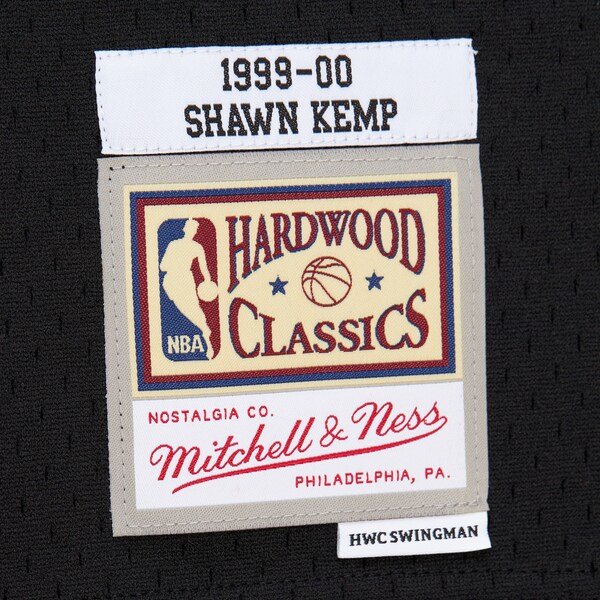 1999-00
SHAWN KEMP
HARDWOOD
CLASSICS
NBA
NOSTALGIA CO.
Mitchell & Ness
PHILADELPHIA, PA.
HWC SWINGMAN